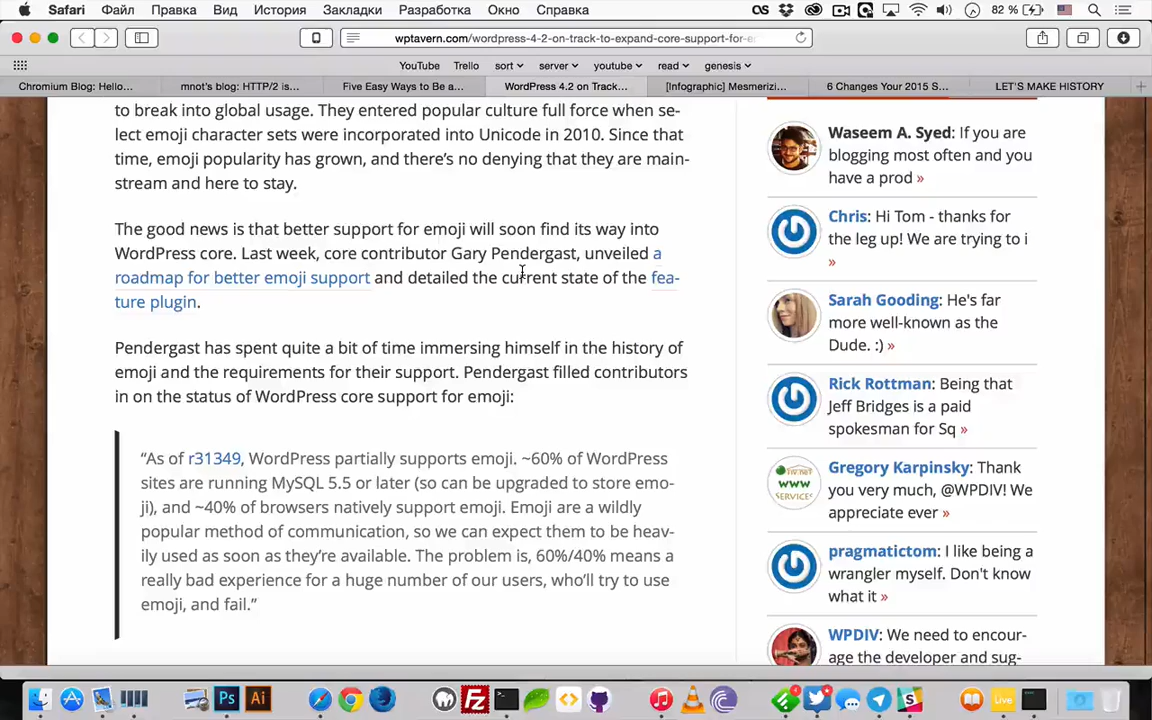 Safari Файл Правка Вид История Закладки Разработка Окно Справка
82 %
wptavern.com/wordpress-4-2-on-track-to-expand-core-support-for-e
YouTube Trello sort server youtube read genesis
Chromium Blog: Hello... mnot's blog: HTTP/2 is... Five Easy Ways to Be a... WordPress 4.2 on Track... [Infographic] Mesmerizi... 6 Changes Your 2015 S... LET'S MAKE HISTORY
to break into global usage. They entered popular culture full force when se-
lect emoji character sets were incorporated into Unicode in 2010. Since that
time, emoji popularity has grown, and there's no denying that they are main-
stream and here to stay.
The good news is that better support for emoji will soon find its way into
WordPress core. Last week, core contributor Gary Pendergast, unveiled a
roadmap for better emoji support and detailed the current state of the fea-
ture plugin.
Pendergast has spent quite a bit of time immersing himself in the history of
emoji and the requirements for their support. Pendergast filled contributors
in on the status of WordPress core support for emoji:
“As of r31349, WordPress partially supports emoji. ~60% of WordPress
sites are running MySQL 5.5 or later (so can be upgraded to store emo-
ji), and ~40% of browsers natively support emoji. Emoji are a wildly
popular method of communication, so we can expect them to be heav-
ily used as soon as they're available. The problem is, 60%/40% means a
really bad experience for a huge number of our users, who'll try to use
emoji, and fail.”
Waseem A. Syed: If you are
blogging most often and you
have a prod »
Chris: Hi Tom - thanks for
the leg up! We are trying to i
»
Sarah Gooding: He's far
more well-known as the
Dude. :) »
Rick Rottman: Being that
Jeff Bridges is a paid
spokesman for Sq »
WWW
SERVICES
Gregory Karpinsky: Thank
you very much, @WPDIV! We
appreciate ever »
pragmatictom: I like being a
wrangler myself. Don't know
what it »
WPDIV: We need to encour-
age the developer and sug-
Ps Ai Fz Live